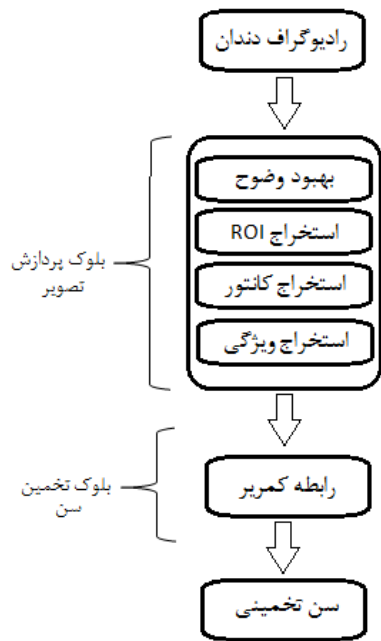 رادیوگراف دندان
بهبود وضوح
استخراج ROI
استخراج کانتور
استخراج ویژگی
بلوک پردازش
تصویر
رابطه کمریر
بلوک تخمین
سن
سن تخمینی